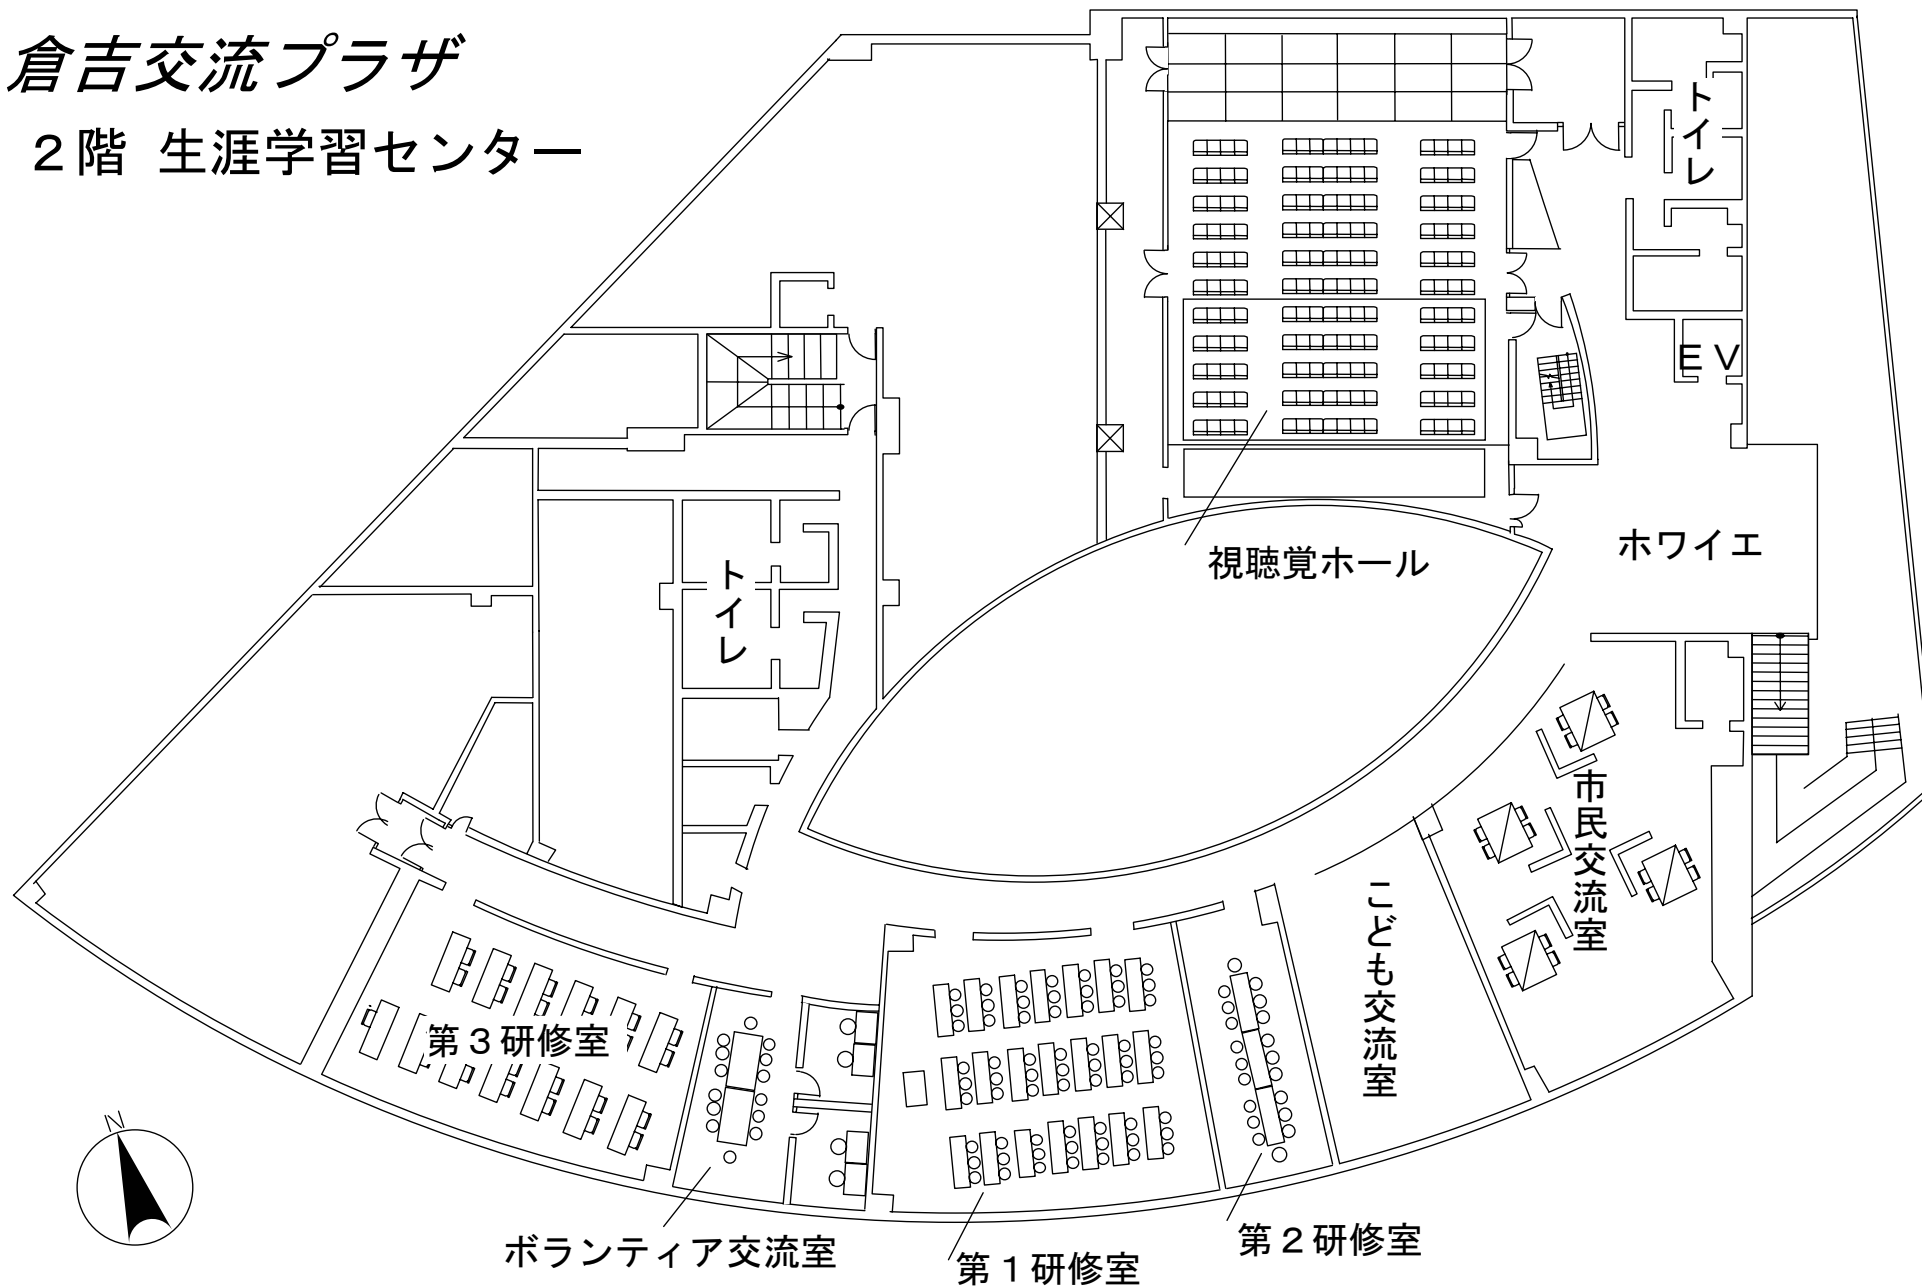 倉吉交流プラザ
２階 生涯学習センター
トイレ
ＥＶ
視聴覚ホール
ホワイエ
トイレ
市民交流室
こども交流室
第３研修室
N
ボランティア交流室
第１研修室
第２研修室